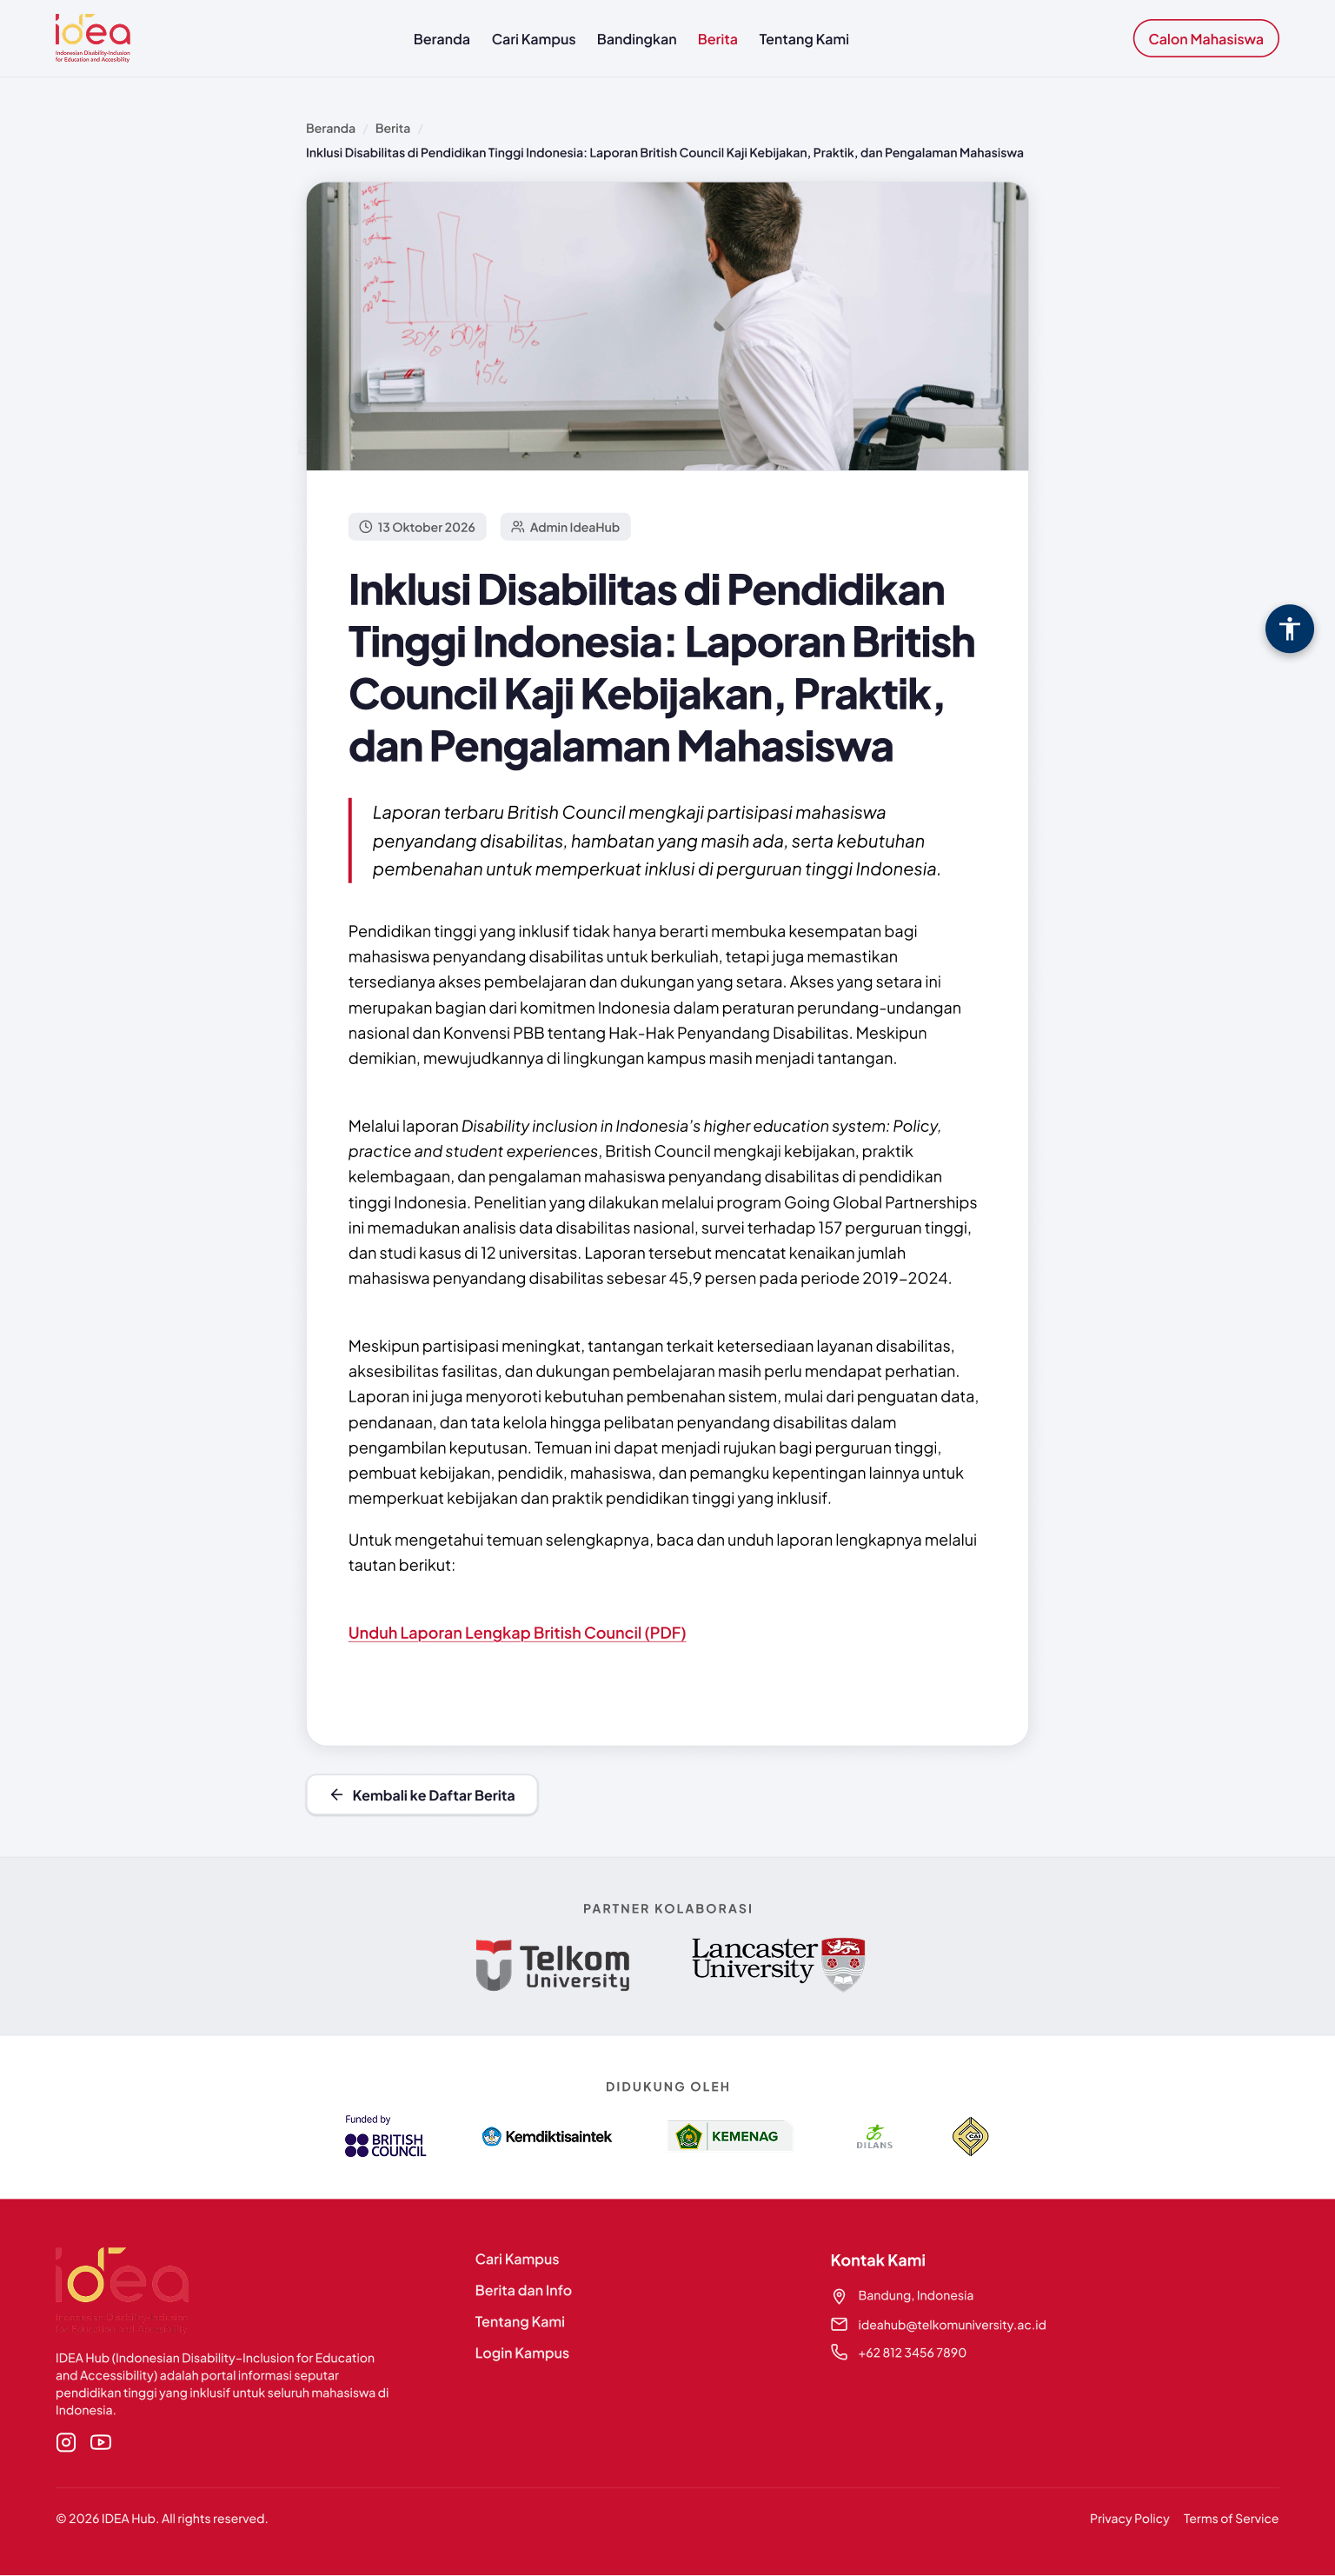 idea
Indonesian Disability-Inclusion
for Education and Accesibility
Beranda
Cari Kampus
Bandingkan
Berita
Tentang Kami
Calon Mahasiswa
Beranda / Berita /
Inklusi Disabilitas di Pendidikan Tinggi Indonesia: Laporan British Council Kaji Kebijakan, Praktik, dan Pengalaman Mahasiswa
30% 50% 15%
45%
13 Oktober 2026
Admin IdeaHub
Inklusi Disabilitas di Pendidikan
Tinggi Indonesia: Laporan British
Council Kaji Kebijakan, Praktik,
dan Pengalaman Mahasiswa
Laporan terbaru British Council mengkaji partisipasi mahasiswa
penyandang disabilitas, hambatan yang masih ada, serta kebutuhan
pembenahan untuk memperkuat inklusi di perguruan tinggi Indonesia.
Pendidikan tinggi yang inklusif tidak hanya berarti membuka kesempatan bagi
mahasiswa penyandang disabilitas untuk berkuliah, tetapi juga memastikan
tersedianya akses pembelajaran dan dukungan yang setara. Akses yang setara ini
merupakan bagian dari komitmen Indonesia dalam peraturan perundang-undangan
nasional dan Konvensi PBB tentang Hak-Hak Penyandang Disabilitas. Meskipun
demikian, mewujudkannya di lingkungan kampus masih menjadi tantangan.
Melalui laporan Disability inclusion in Indonesia's higher education system: Policy,
practice and student experiences, British Council mengkaji kebijakan, praktik
kelembagaan, dan pengalaman mahasiswa penyandang disabilitas di pendidikan
tinggi Indonesia. Penelitian yang dilakukan melalui program Going Global Partnerships
ini memadukan analisis data disabilitas nasional, survei terhadap 157 perguruan tinggi,
dan studi kasus di 12 universitas. Laporan tersebut mencatat kenaikan jumlah
mahasiswa penyandang disabilitas sebesar 45,9 persen pada periode 2019–2024.
Meskipun partisipasi meningkat, tantangan terkait ketersediaan layanan disabilitas,
aksesibilitas fasilitas, dan dukungan pembelajaran masih perlu mendapat perhatian.
Laporan ini juga menyoroti kebutuhan pembenahan sistem, mulai dari penguatan data,
pendanaan, dan tata kelola hingga pelibatan penyandang disabilitas dalam
pengambilan keputusan. Temuan ini dapat menjadi rujukan bagi perguruan tinggi,
pembuat kebijakan, pendidik, mahasiswa, dan pemangku kepentingan lainnya untuk
memperkuat kebijakan dan praktik pendidikan tinggi yang inklusif.
Untuk mengetahui temuan selengkapnya, baca dan unduh laporan lengkapnya melalui
tautan berikut:
Unduh Laporan Lengkap British Council (PDF)
Kembali ke Daftar Berita
PARTNER KOLABORASI
Telkom
University
Lancaster
University
DIDUKUNG OLEH
Funded by
BRITISH
COUNCIL
Kemdiktisaintek
KEMENAG
DILANS
CAI
idea
Indonesian Disability-Inclusion
for Education and Accesibility
IDEA Hub (Indonesian Disability–Inclusion for Education
and Accessibility) adalah portal informasi seputar
pendidikan tinggi yang inklusif untuk seluruh mahasiswa di
Indonesia.
Cari Kampus
Berita dan Info
Tentang Kami
Login Kampus
Kontak Kami
Bandung, Indonesia
ideahub@telkomuniversity.ac.id
+62 812 3456 7890
© 2026 IDEA Hub. All rights reserved.
Privacy Policy
Terms of Service